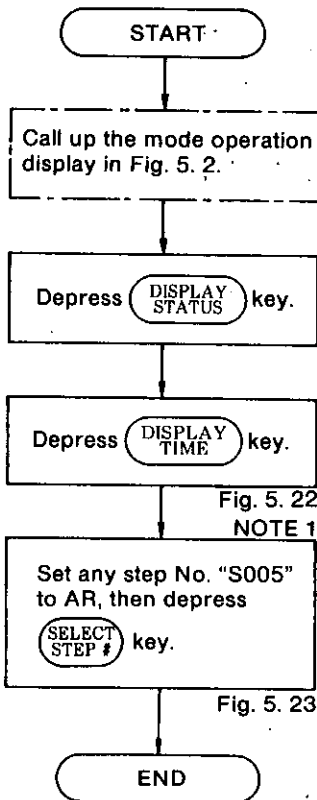 START
Call up the mode operation
display in Fig. 5. 2.
Depress DISPLAY STATUS key.
Depress DISPLAY TIME key.
Fig. 5. 22
NOTE 1
Set any step No. “S005”
to AR, then depress
SELECT STEP # key.
Fig. 5. 23
END